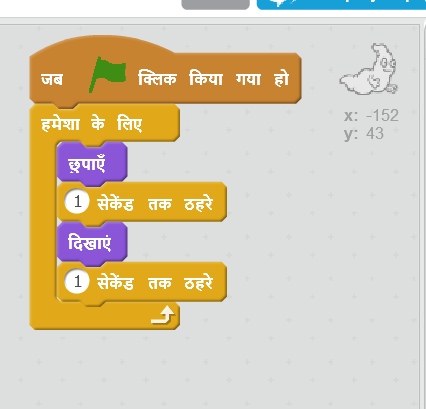 जब क्लिक किया गया हो
x: -152
y: 43
हमेशा के लिए
छुपाएँ
1 सेकेंड तक ठहरे
दिखाएं
1 सेकेंड तक ठहरे